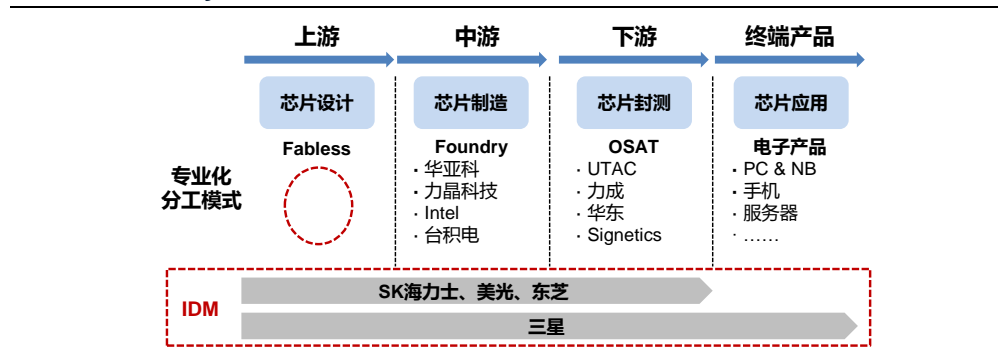 上游
中游
下游
终端产品
芯片设计
芯片制造
芯片封测
芯片应用
专业化
分工模式
Fabless
Foundry
· 华亚科
· 力晶科技
· Intel
· 台积电
OSAT
· UTAC
· 力成
· 华东
· Signetics
电子产品
· PC & NB
· 手机
· 服务器
· ……
IDM
SK海力士、美光、东芝
三星